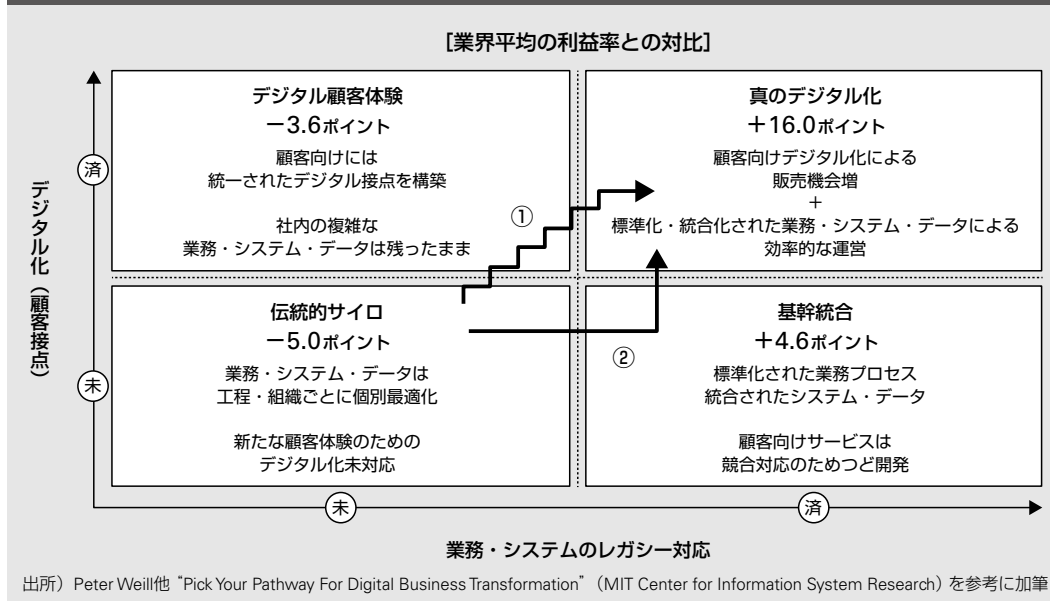 [業界平均の利益率との対比]
デジタル化（顧客接点）
済
未
デジタル顧客体験
－3.6ポイント
顧客向けには
統一されたデジタル接点を構築
社内の複雑な
業務・システム・データは残ったまま
①
真のデジタル化
＋16.0ポイント
顧客向けデジタル化による
販売機会増
＋
標準化・統合化された業務・システム・データによる
効率的な運営
伝統的サイロ
－5.0ポイント
業務・システム・データは
工程・組織ごとに個別最適化
新たな顧客体験のための
デジタル化未対応
②
基幹統合
＋4.6ポイント
標準化された業務プロセス
統合されたシステム・データ
顧客向けサービスは
競合対応のためつど開発
未
済
業務・システムのレガシー対応
出所）Peter Weill他 “Pick Your Pathway For Digital Business Transformation”（MIT Center for Information System Research）を参考に加筆